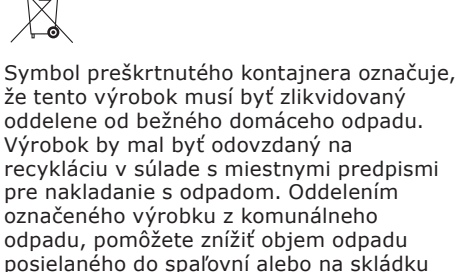 Symbol preškrtnutého kontajnera označuje,
že tento výrobok musí byť zlikvidovaný
oddelene od bežného domáceho odpadu.
Výrobok by mal byť odovzdaný na
recykláciu v súlade s miestnymi predpismi
pre nakladanie s odpadom. Oddelením
označeného výrobku z komunálneho
odpadu, pomôžete znížiť objem odpadu
posielaného do spaľovní alebo na skládku